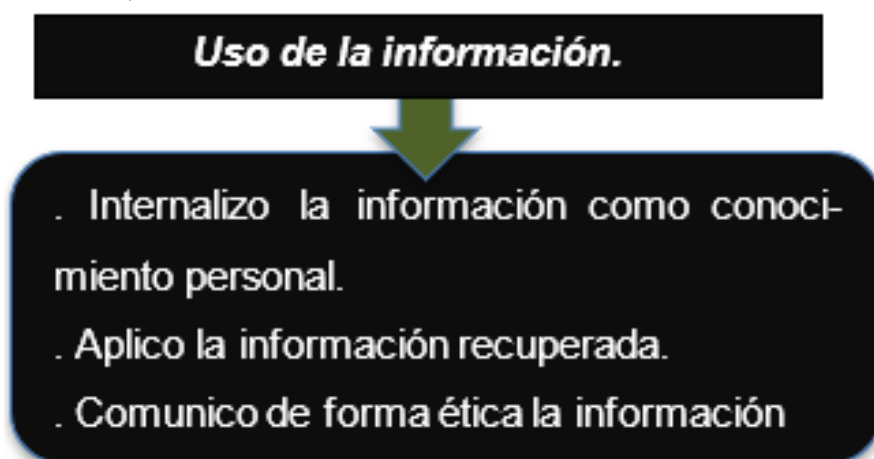 Uso de la información.
. Internalizo la información como conoci-
miento personal.
. Aplico la información recuperada.
. Comunico de forma ética la información